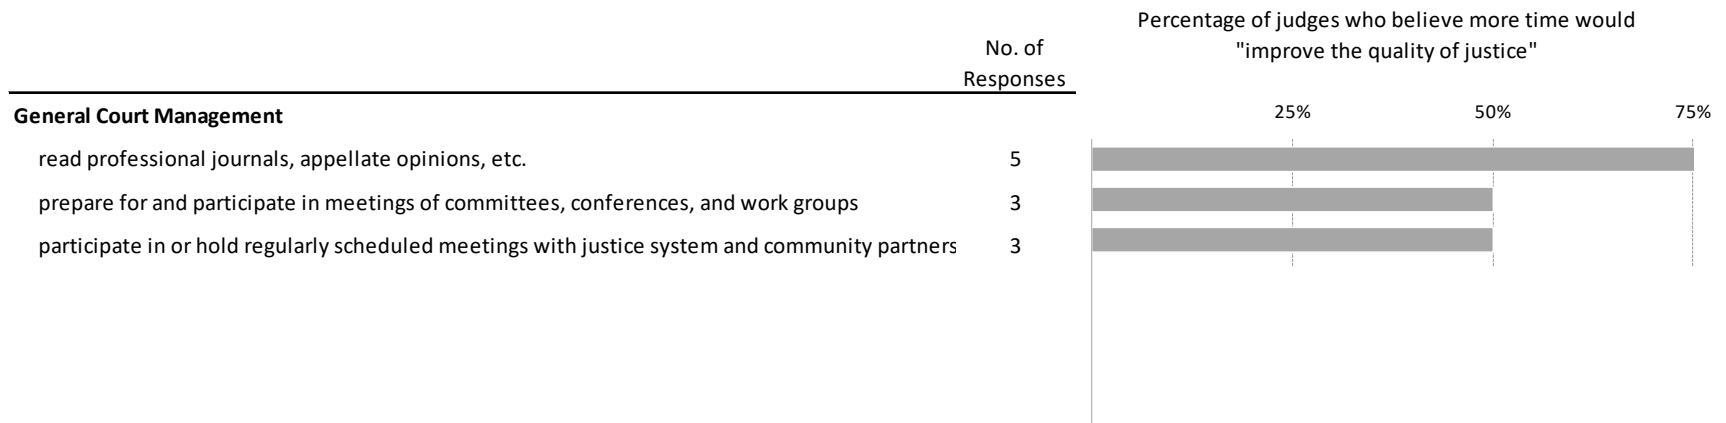 Percentage of judges who believe more time would
"improve the quality of justice"
No. of
Responses
General Court Management
25% 50% 75%
read professional journals, appellate opinions, etc. 5
prepare for and participate in meetings of committees, conferences, and work groups 3
participate in or hold regularly scheduled meetings with justice system and community partners 3